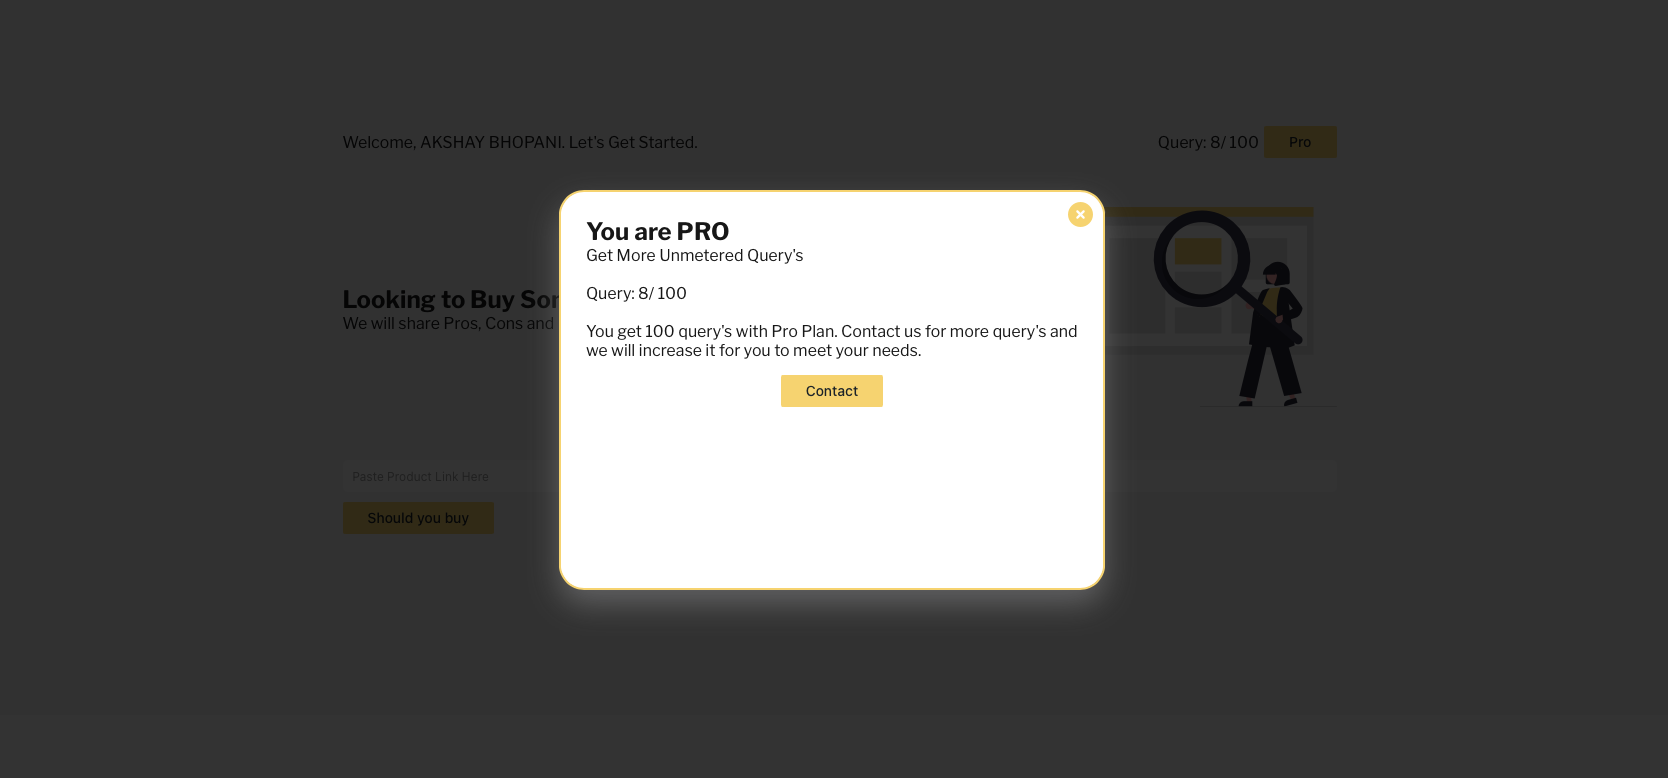 Welcome, AKSHAY BHOPANI. Let's Get Started.
Query: 8/ 100
Pro
You are PRO
Get More Unmetered Query's
Query: 8/ 100
You get 100 query's with Pro Plan. Contact us for more query's and
we will increase it for you to meet your needs.
Contact
Looking to Buy
We will share Pros, Cons and
Paste Product Link Here
Should you buy